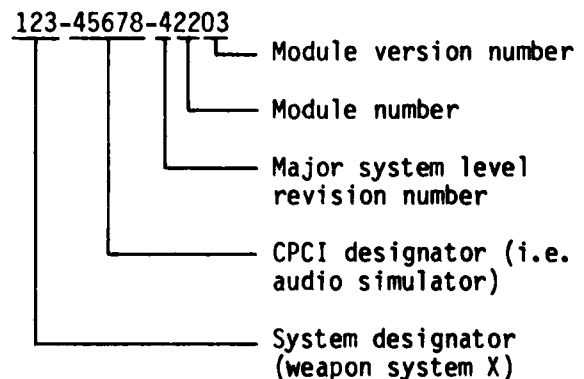 123-45678-42203
Module version number
Module number
Major system level
revision number
CPCI designator (i.e.
audio simulator)
System designator
(weapon system X)